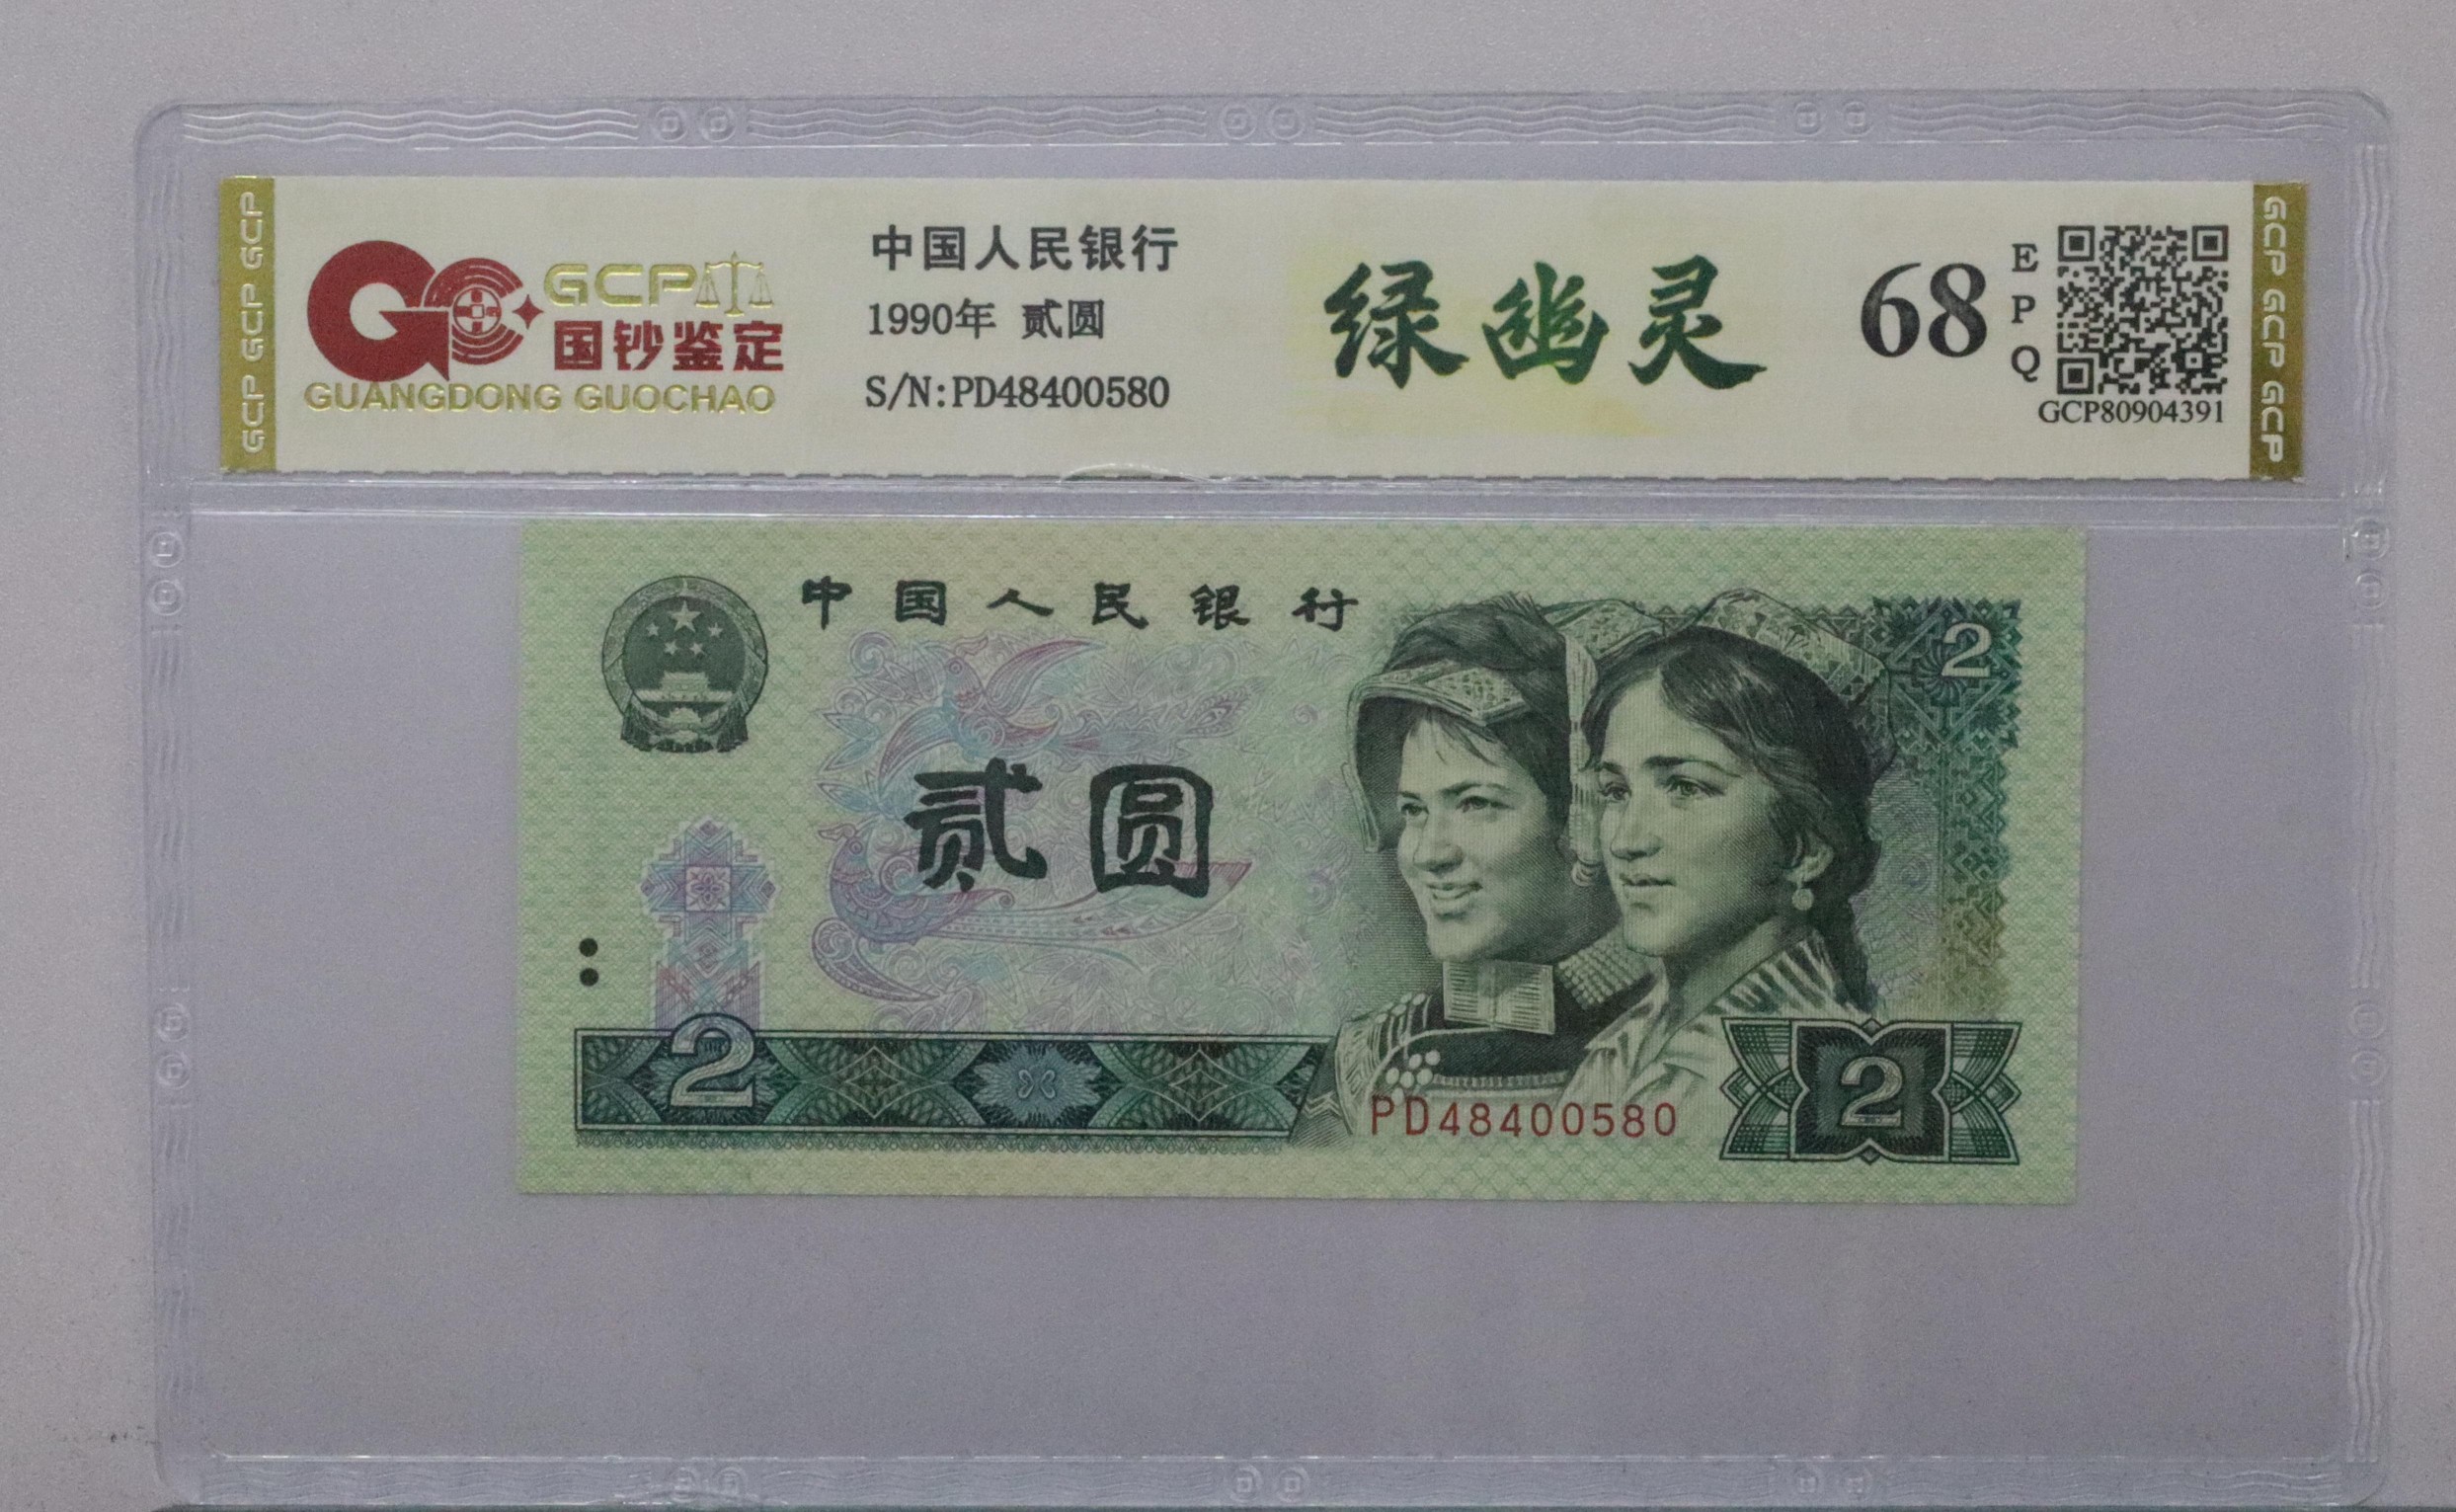 GCP GCP GCP
GCP
国钞鉴定
GUANGDONG GUOCHAO
中国人民银行
1990年 贰圆
S/N:PD48400580
绿幽灵
68
E
P
Q
GCP80904391
GCP GCP GCP
中国人民银行
2
贰圆
2
PD48400580
2